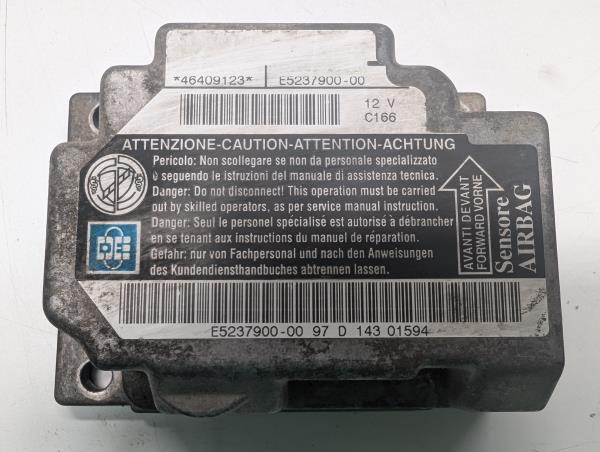 *46409123* E5237900-00
12 V
C166
ATTENZIONE-CAUTION-ATTENTION-ACHTUNG
Pericolo: Non scollegare se non da personale specializzato
o seguendo le istruzioni del manuale di assistenza tecnica.
Danger: Do not disconnect! This operation must be carried
out by skilled operators, as per service manual instruction.
Danger: Seul le personel spécialisé est autorisé à débrancher
en se tenant aux instructions du manuel de réparation.
Gefahr: nur von Fachpersonal und nach den Anweisungen
des Kundendiensthandbuches abtrennen lassen.
AVANTI DEVANT
FORWARD VORNE
Sensore
AIRBAG
DE
E5237900-00 97 D 143 01594